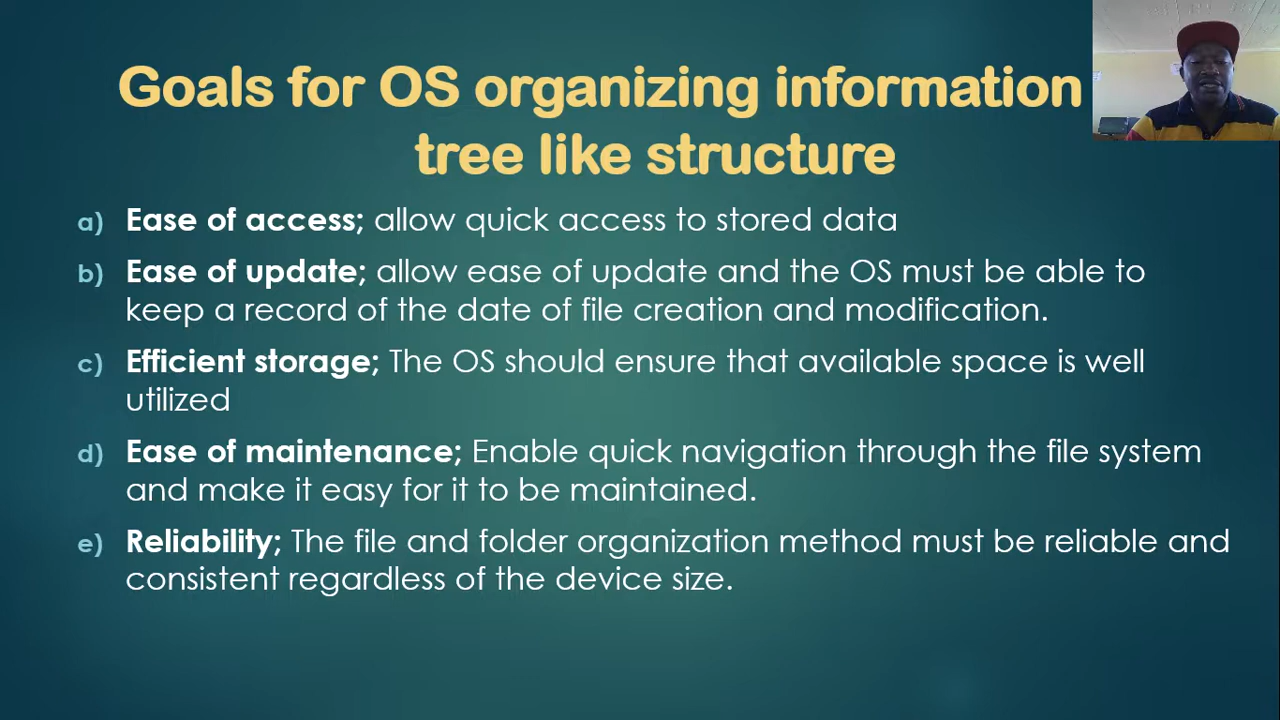 Goals for OS organizing information
tree like structure
a) Ease of access; allow quick access to stored data
b) Ease of update; allow ease of update and the OS must be able to
keep a record of the date of file creation and modification.
c) Efficient storage; The OS should ensure that available space is well
utilized
d) Ease of maintenance; Enable quick navigation through the file system
and make it easy for it to be maintained.
e) Reliability; The file and folder organization method must be reliable and
consistent regardless of the device size.